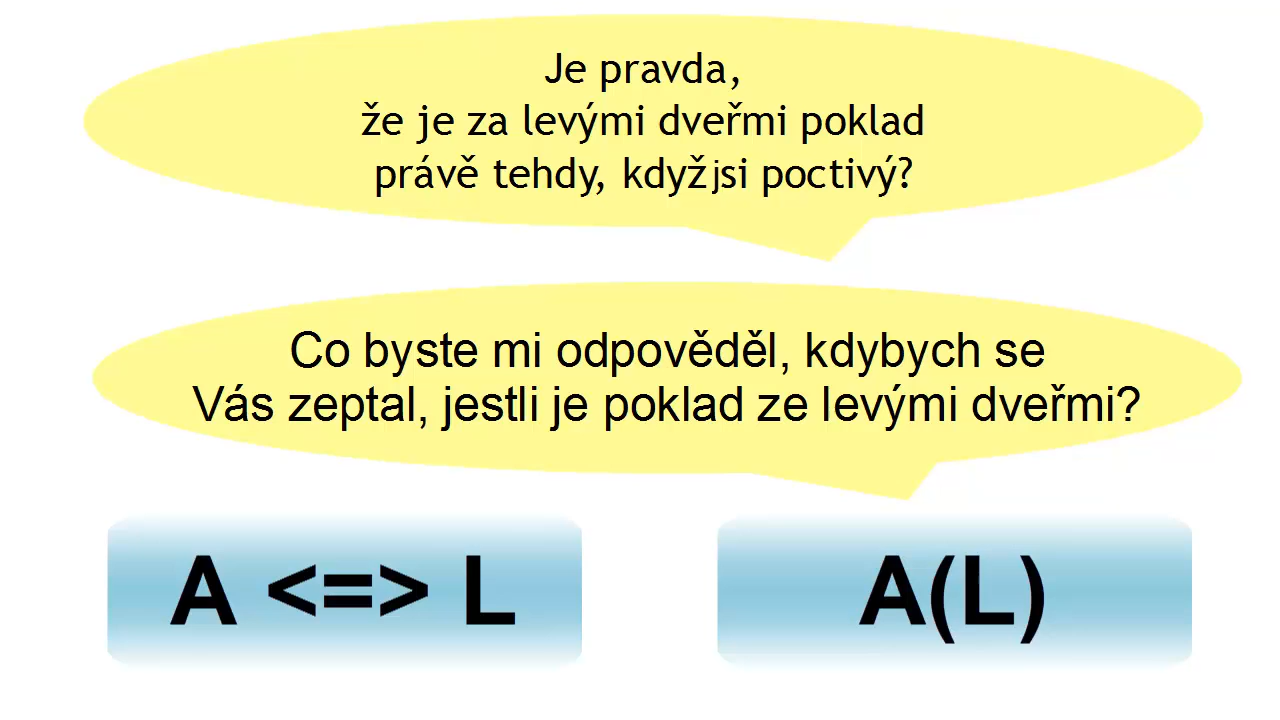 Je pravda,
že je za levými dveřmi poklad
právě tehdy, kdyžjsi poctivý?
Co byste mi odpověděl, kdybych se
Vás zeptal, jestli je poklad ze levými dveřmi?
A <=> L
A(L)